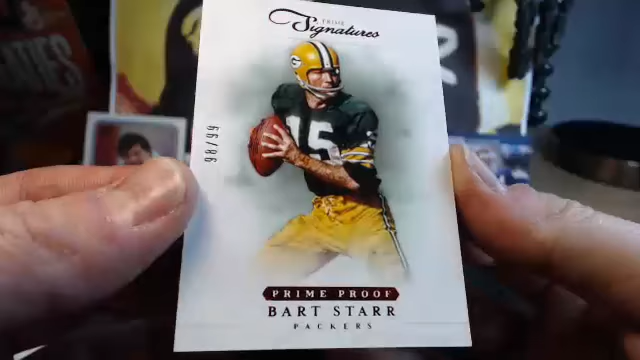 PRIME
Signatures
98/99
15
G
PRIME PROOF
BART STARR
PACKERS